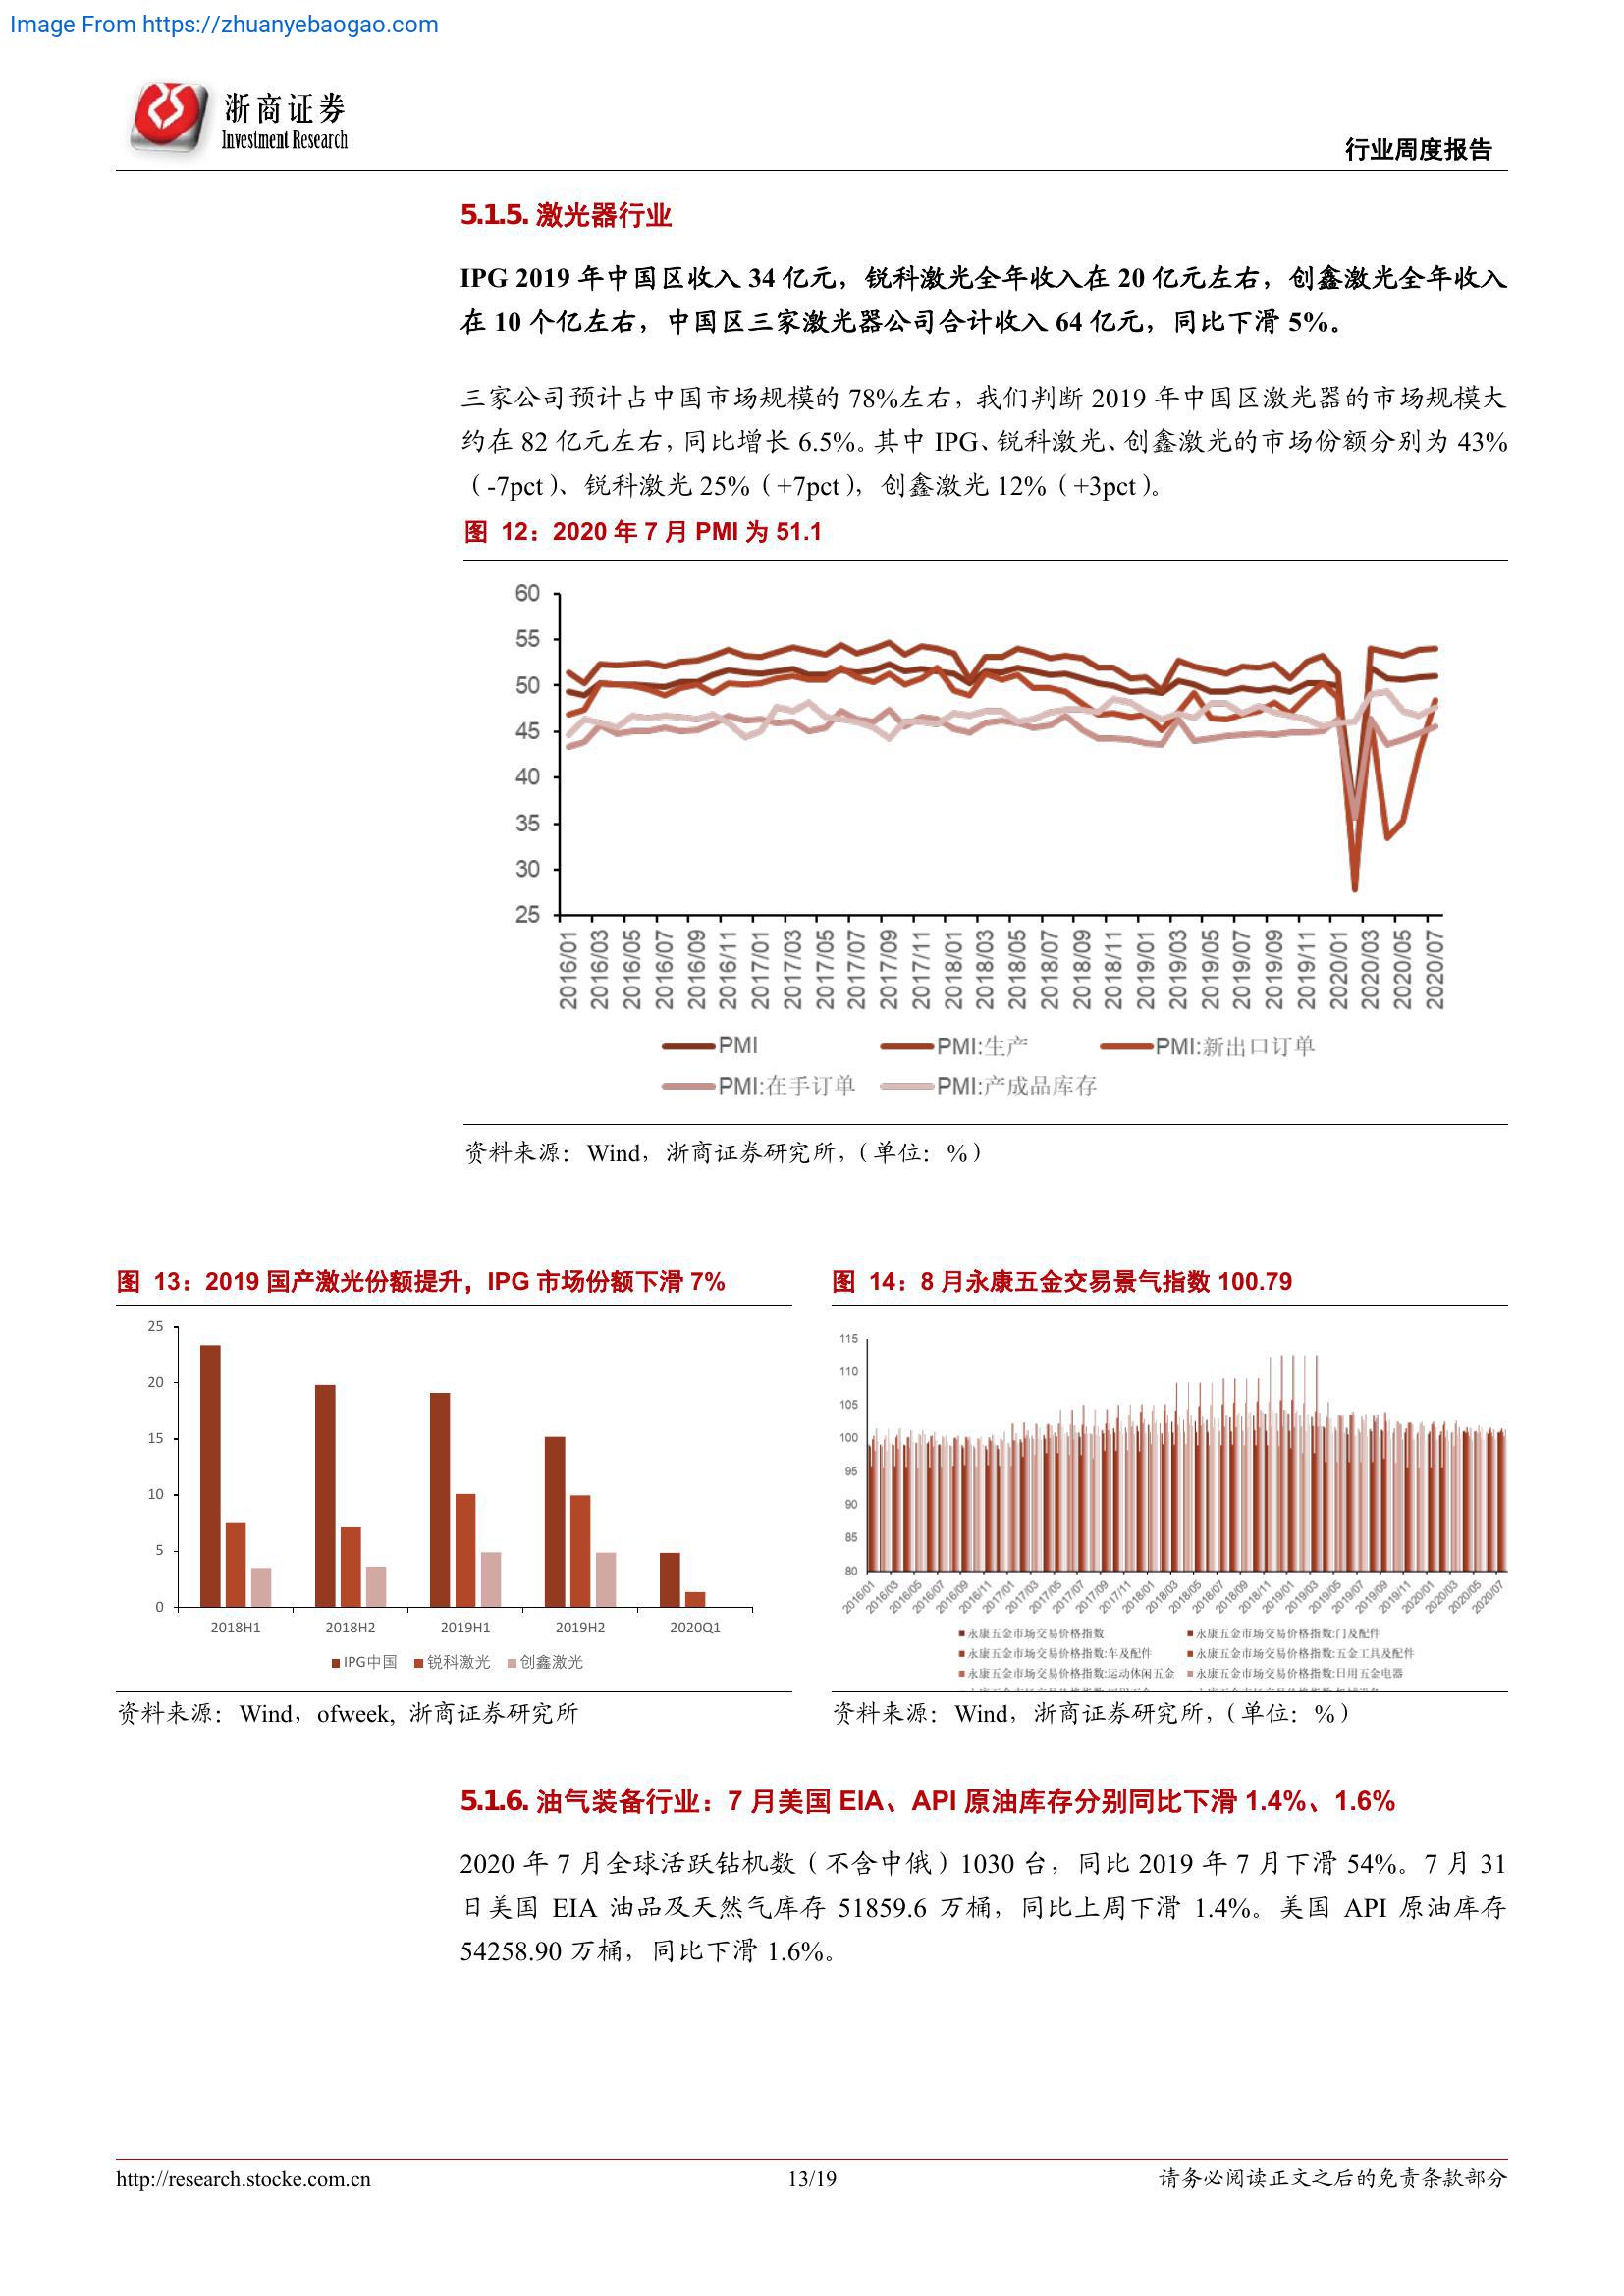 Image From https://zhuanyebaogao.com
浙商证券
Investment Research
行业周度报告
5.1.5. 激光器行业
IPG 2019 年中国区收入 34 亿元，锐科激光全年收入在 20 亿元左右，创鑫激光全年收入
在 10 个亿左右，中国区三家激光器公司合计收入 64 亿元，同比下滑 5%。
三家公司预计占中国市场规模的 78%左右，我们判断 2019 年中国区激光器的市场规模大
约在 82 亿元左右，同比增长 6.5%。其中 IPG、锐科激光、创鑫激光的市场份额分别为 43%
（-7pct）、锐科激光 25%（+7pct），创鑫激光 12%（+3pct）。
图 12：2020 年 7 月 PMI 为 51.1
60
55
50
45
40
35
30
25
2016/01 2016/03 2016/05 2016/07 2016/09 2016/11 2017/01 2017/03 2017/05 2017/07 2017/09 2017/11 2018/01 2018/03 2018/05 2018/07 2018/09 2018/11 2019/01 2019/03 2019/05 2019/07 2019/09 2019/11 2020/01 2020/03 2020/05 2020/07
PMI PMI:生产 PMI:新出口订单
PMI:在手订单 PMI:产成品库存
资料来源：Wind，浙商证券研究所，（单位：%）
图 13：2019 国产激光份额提升，IPG 市场份额下滑 7%
25
20
15
10
5
0
2018H1 2018H2 2019H1 2019H2 2020Q1
IPG中国 锐科激光 创鑫激光
资料来源：Wind，ofweek, 浙商证券研究所
图 14：8 月永康五金交易景气指数 100.79
115
110
105
100
95
90
85
80
2016/01 2016/03 2016/05 2016/07 2016/09 2016/11 2017/01 2017/03 2017/05 2017/07 2017/09 2017/11 2018/01 2018/03 2018/05 2018/07 2018/09 2018/11 2019/01 2019/03 2019/05 2019/07 2019/09 2019/11 2020/01 2020/03 2020/05 2020/07
永康五金市场交易价格指数 永康五金市场交易价格指数:门及配件
永康五金市场交易价格指数:车及配件 永康五金市场交易价格指数:五金工具及配件
永康五金市场交易价格指数:运动休闲五金 永康五金市场交易价格指数:日用五金电器
资料来源：Wind，浙商证券研究所，（单位：%）
5.1.6. 油气装备行业：7 月美国 EIA、API 原油库存分别同比下滑 1.4%、1.6%
2020 年 7 月全球活跃钻机数（不含中俄）1030 台，同比 2019 年 7 月下滑 54%。7 月 31
日美国 EIA 油品及天然气库存 51859.6 万桶，同比上周下滑 1.4%。美国 API 原油库存
54258.90 万桶，同比下滑 1.6%。
http://research.stocke.com.cn
13/19
请务必阅读正文之后的免责条款部分